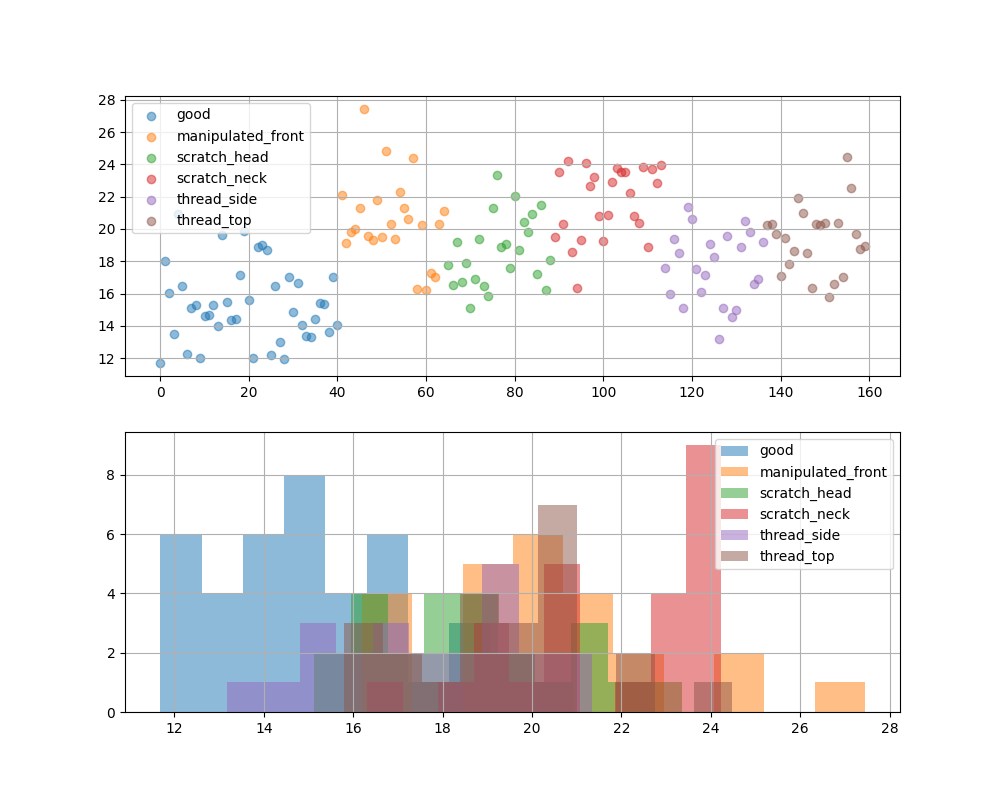 28
26
24
22
20
18
16
14
12
good
manipulated_front
scratch_head
scratch_neck
thread_side
thread_top
0 20 40 60 80 100 120 140 160
8
6
4
2
0
good
manipulated_front
scratch_head
scratch_neck
thread_side
thread_top
12 14 16 18 20 22 24 26 28